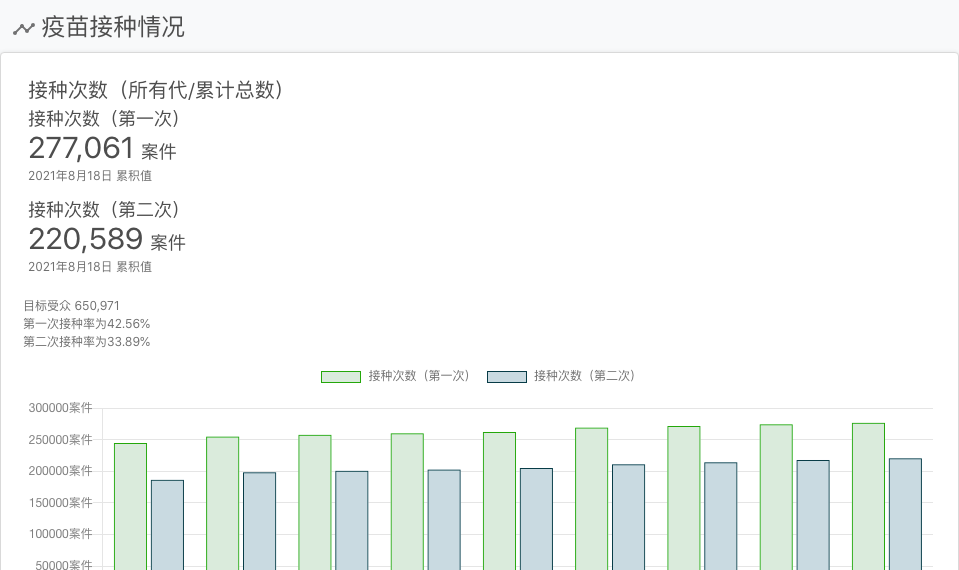 疫苗接种情况
接种次数（所有代/累计总数）
接种次数（第一次）
277,061 案件
2021年8月18日 累积值
接种次数（第二次）
220,589 案件
2021年8月18日 累积值
目标受众 650,971
第一次接种率为42.56%
第二次接种率为33.89%
接种次数（第一次） 接种次数（第二次）
300000案件
250000案件
200000案件
150000案件
100000案件
50000案件